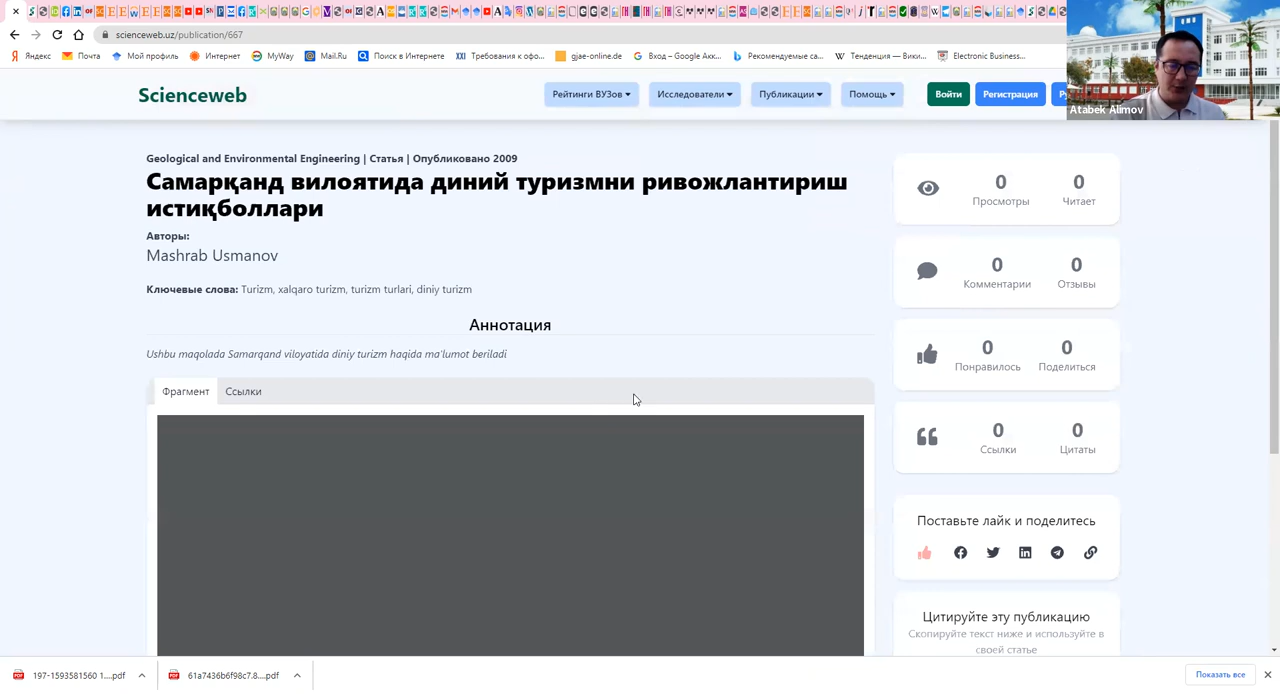 scienceweb.uz/publication/667
Яндекс Почта Мой профиль Интернет MyWay Mail.Ru Поиск в Интернете Требования к офо... gjae-online.de Вход – Google Акк... Рекомендуемые са... Тенденция — Вики... Electronic Business...
Atabek Alimov
Scienceweb
Рейтинги ВУЗов Исследователи Публикации Помощь Войти Регистрация
Geological and Environmental Engineering | Статья | Опубликовано 2009
Самарқанд вилоятида диний туризмни ривожлантириш
истиқболлари
Авторы:
Mashrab Usmanov
Ключевые слова: Turizm, xalqaro turizm, turizm turlari, diniy turizm
Аннотация
Ushbu maqolada Samarqand viloyatida diniy turizm haqida ma'lumot beriladi
Фрагмент Ссылки
0 0
Просмотры Читает
0 0
Комментарии Отзывы
0 0
Понравилось Поделиться
0 0
Ссылки Цитаты
Поставьте лайк и поделитесь
Цитируйте эту публикацию
Скопируйте текст ниже и используйте в
своей статье
197-1593581560 1....pdf 61a7436b6f98c7.8....pdf Показать все